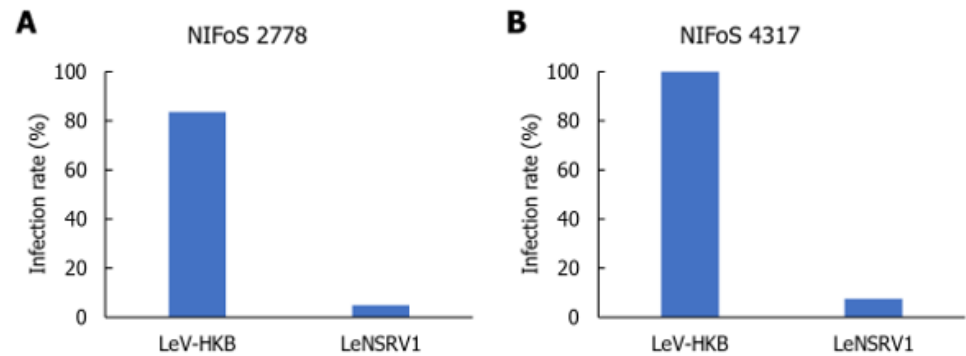 A
NIFoS 2778
Infection rate (%)
100
80
60
40
20
0
LeV-HKB LeNSRV1
B
NIFoS 4317
Infection rate (%)
100
80
60
40
20
0
LeV-HKB LeNSRV1